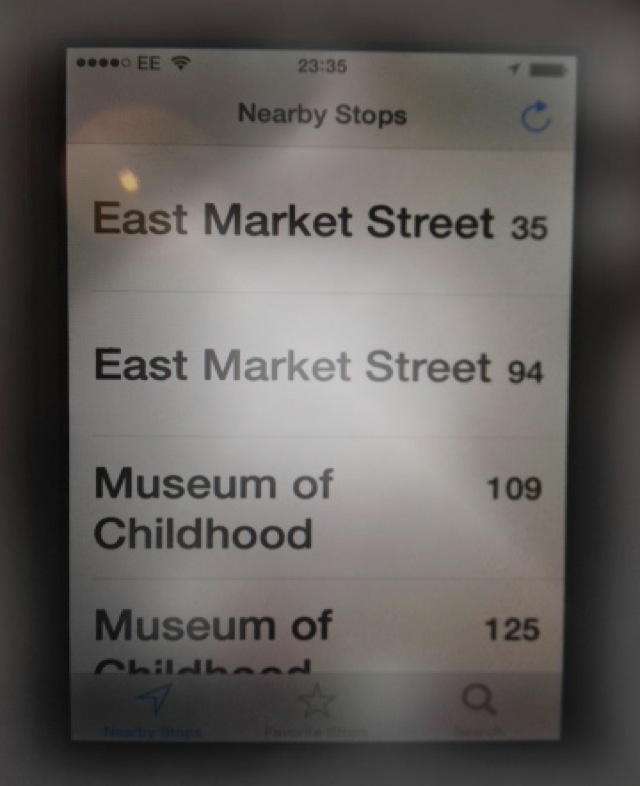 EE 23:35
Nearby Stops
East Market Street 35
East Market Street 94
Museum of 109
Childhood
Museum of 125
Childhood
Nearby Stops Favorite Stops Search